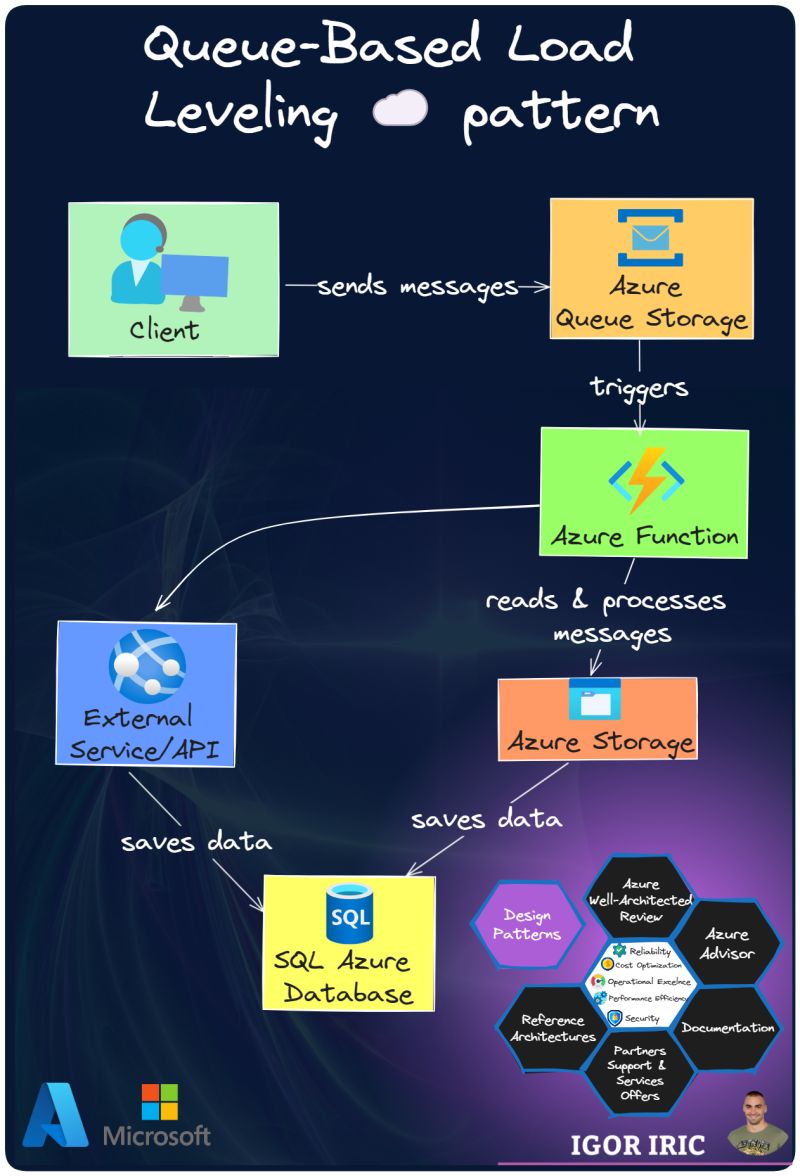 Queue-Based Load
Leveling pattern
Client
sends messages
Azure
Queue Storage
triggers
Azure Function
reads & processes
messages
External
Service/API
Azure Storage
saves data
saves data
SQL
SQL Azure
Database
Design
Patterns
Azure
Well-Architected
Review
Azure
Advisor
Reliability
Cost Optimization
Operational Excelnce
Performance Efficiency
Security
Reference
Architectures
Documentation
Partners
Support &
Services
Offers
Microsoft
IGOR IRIC